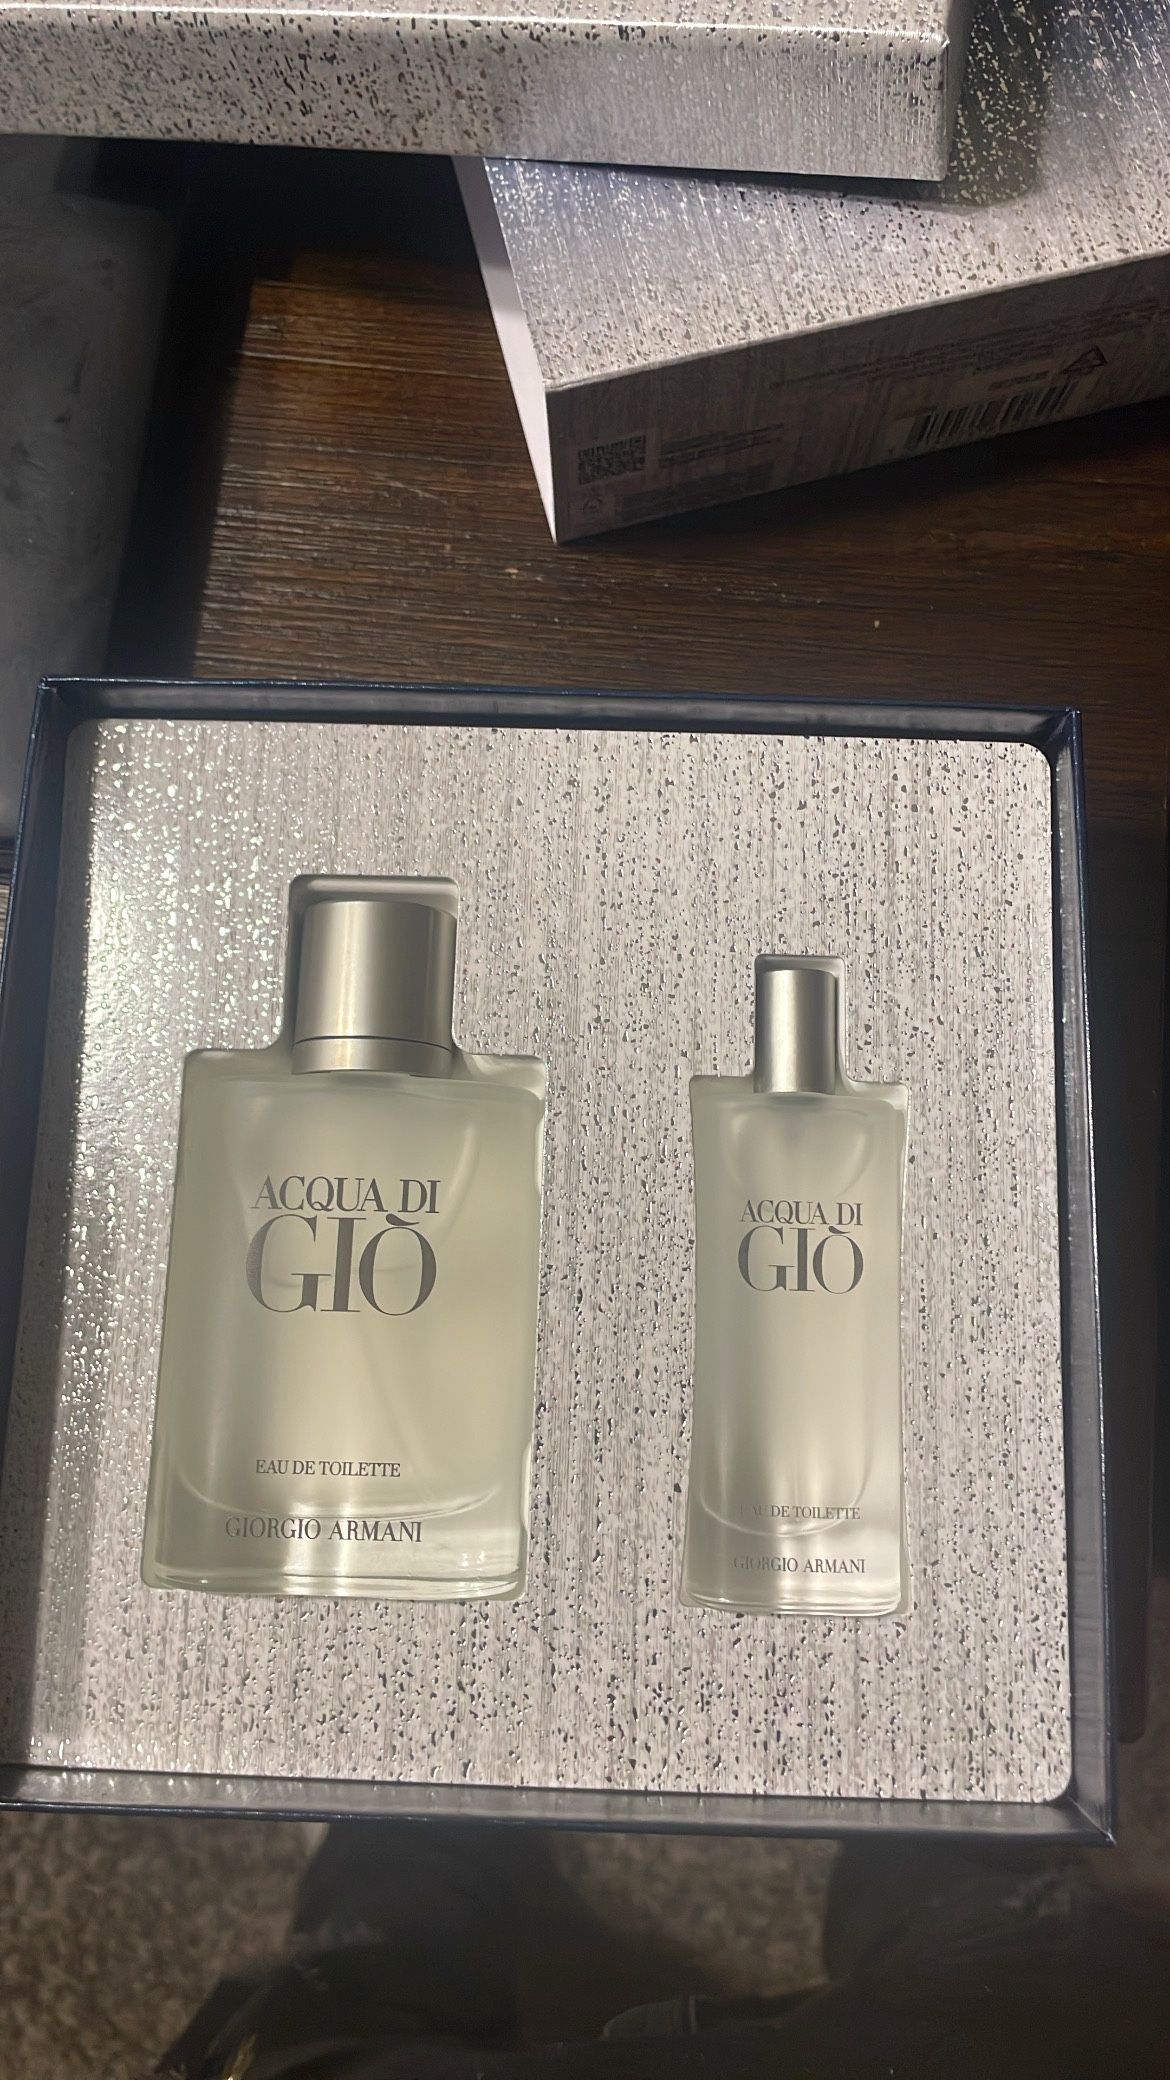 ACQUA DI
GIÒ
EAU DE TOILETTE
GIORGIO ARMANI
ACQUA DI
GIÒ
EAU DE TOILETTE
GIORGIO ARMANI